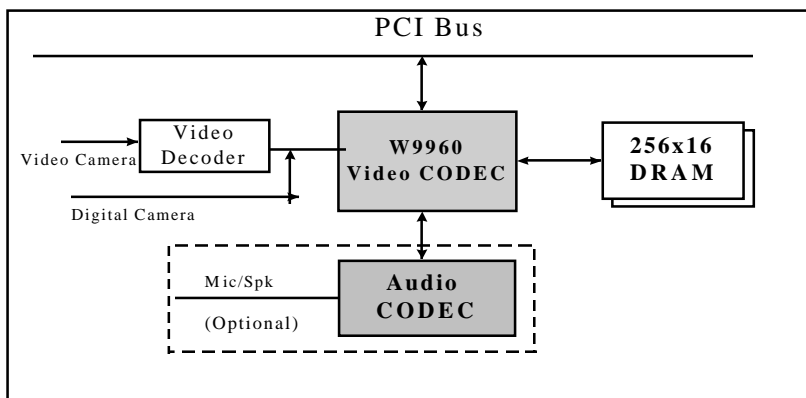 PCI Bus
Video
Decoder
Video Camera
W9960
Video CODEC
256x16
DRAM
Digital Camera
Mic/Spk
(Optional)
Audio
CODEC